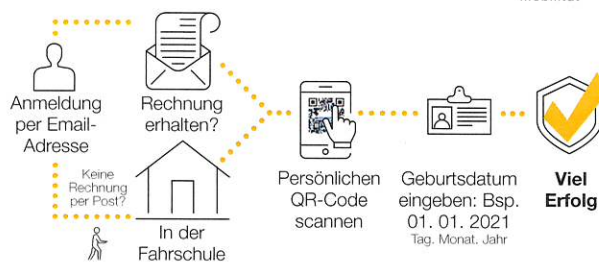 Anmeldung
per Email-
Adresse
Rechnung
erhalten?
Keine
Rechnung
per Post?
In der
Fahrschule
Persönlichen
QR-Code
scannen
Geburtsdatum
eingeben: Bsp.
01. 01. 2021
Tag. Monat. Jahr
Viel
Erfolg